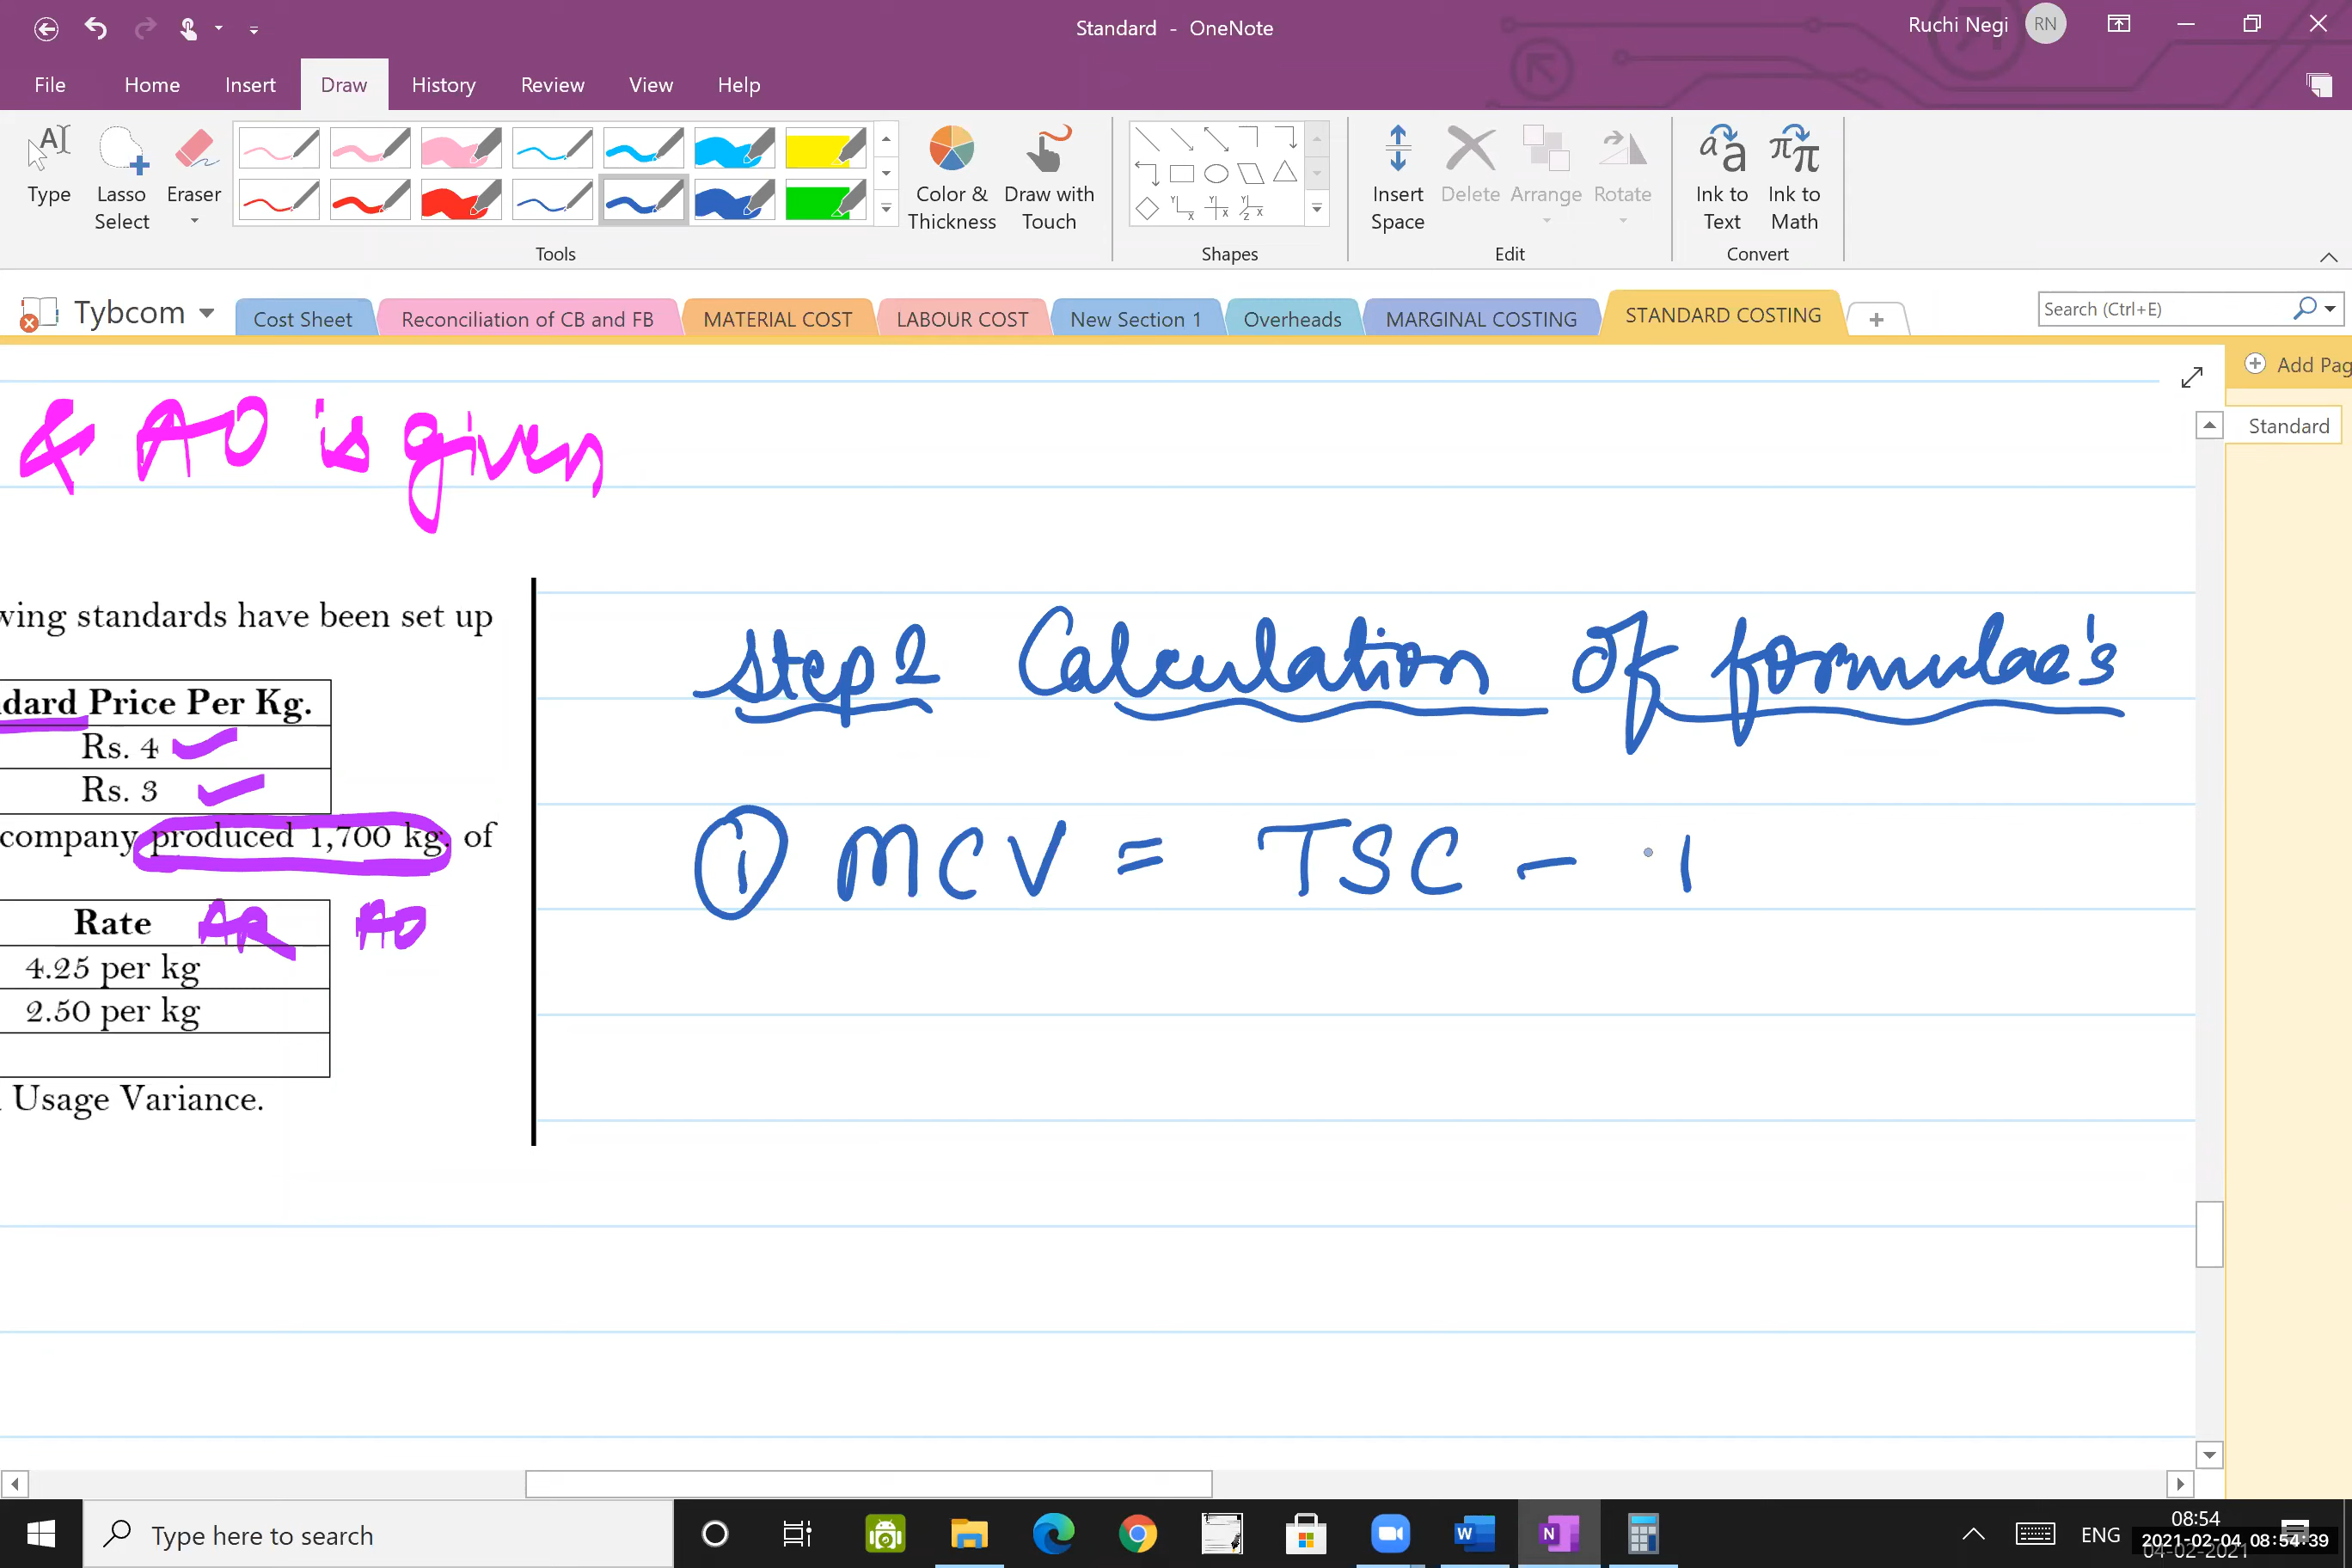 Standard - OneNote
Ruchi Negi RN
File Home Insert Draw History Review View Help
Type
Lasso Select
Eraser
Color & Thickness
Draw with Touch
Insert Space
Delete
Arrange
Rotate
Ink to Text
Ink to Math
Tools
Shapes
Edit
Convert
Tybcom
Cost Sheet
Reconciliation of CB and FB
MATERIAL COST
LABOUR COST
New Section 1
Overheads
MARGINAL COSTING
STANDARD COSTING
Search (Ctrl+E)
Add Pag
Standard
& AO is given
wing standards have been set up
dard Price Per Kg.
Rs. 4
Rs. 3
company produced 1,700 kg. of
Rate AR AO
4.25 per kg
2.50 per kg
Usage Variance.
Step 2 Calculation of formulae's
① MCV = TSC -
Type here to search
ENG
08:54
04-02-2021
2021-02-04 08:54:39